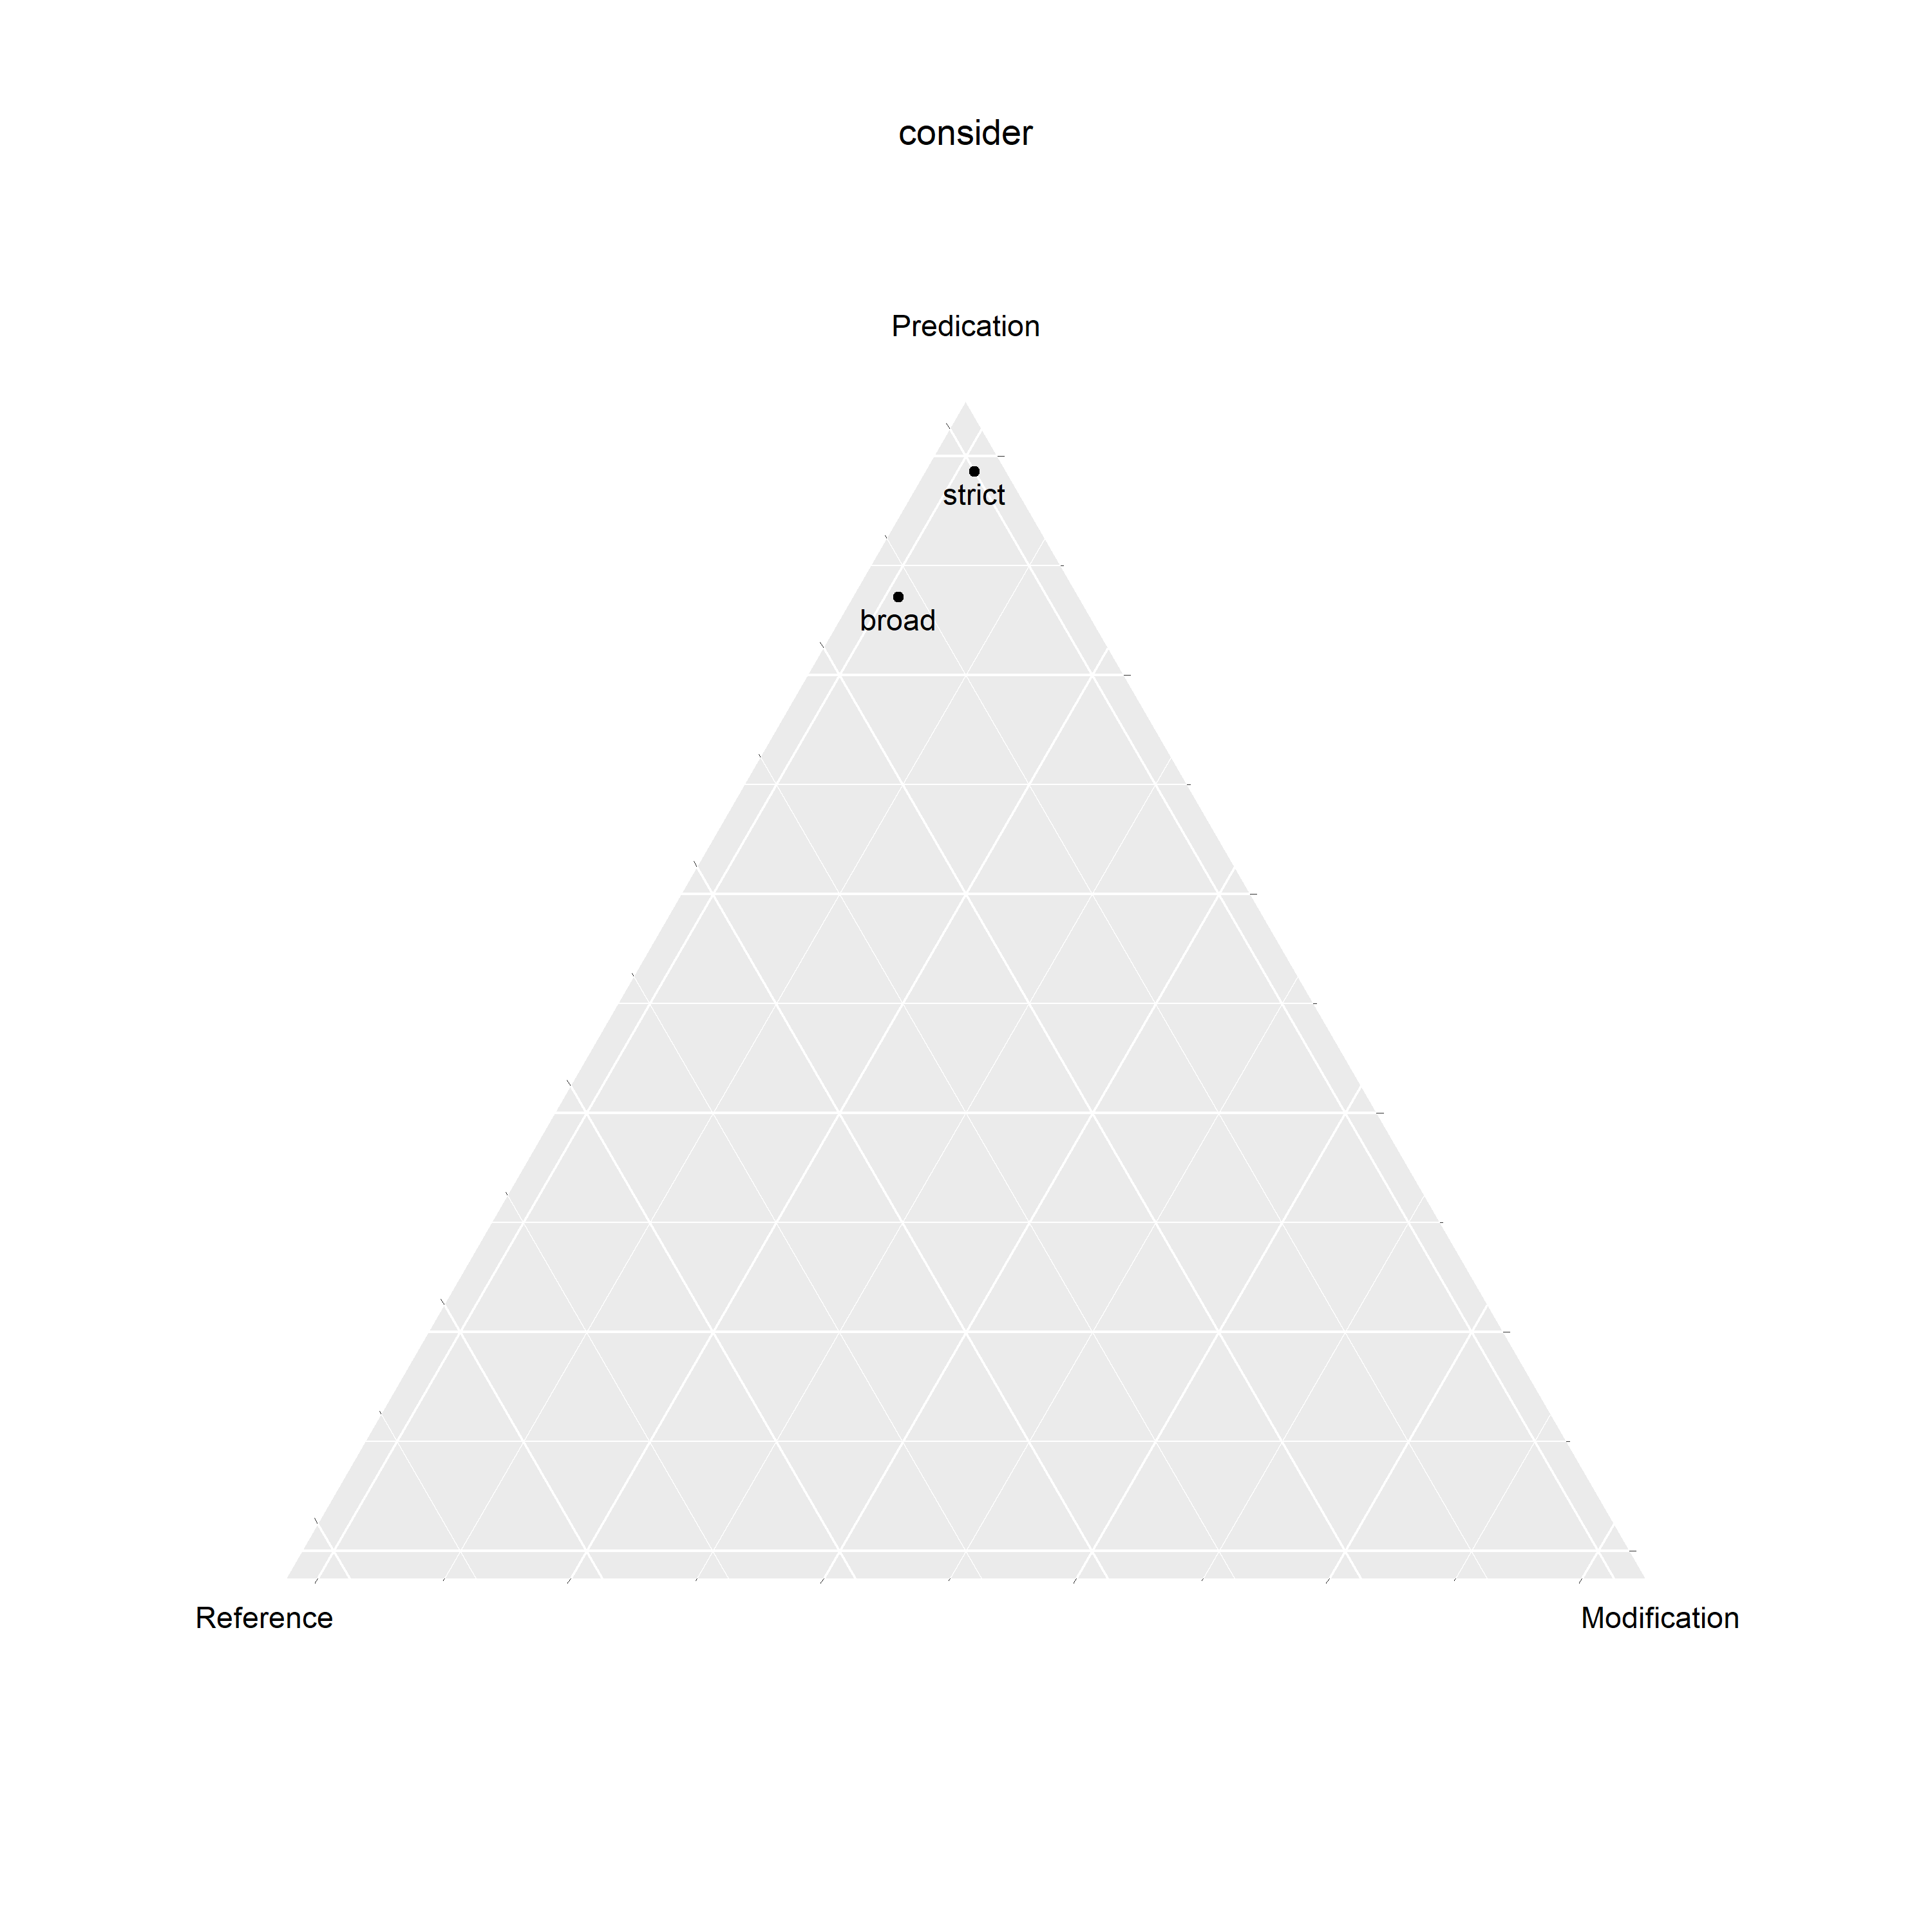 consider
Predication
strict
broad
Reference
Modification